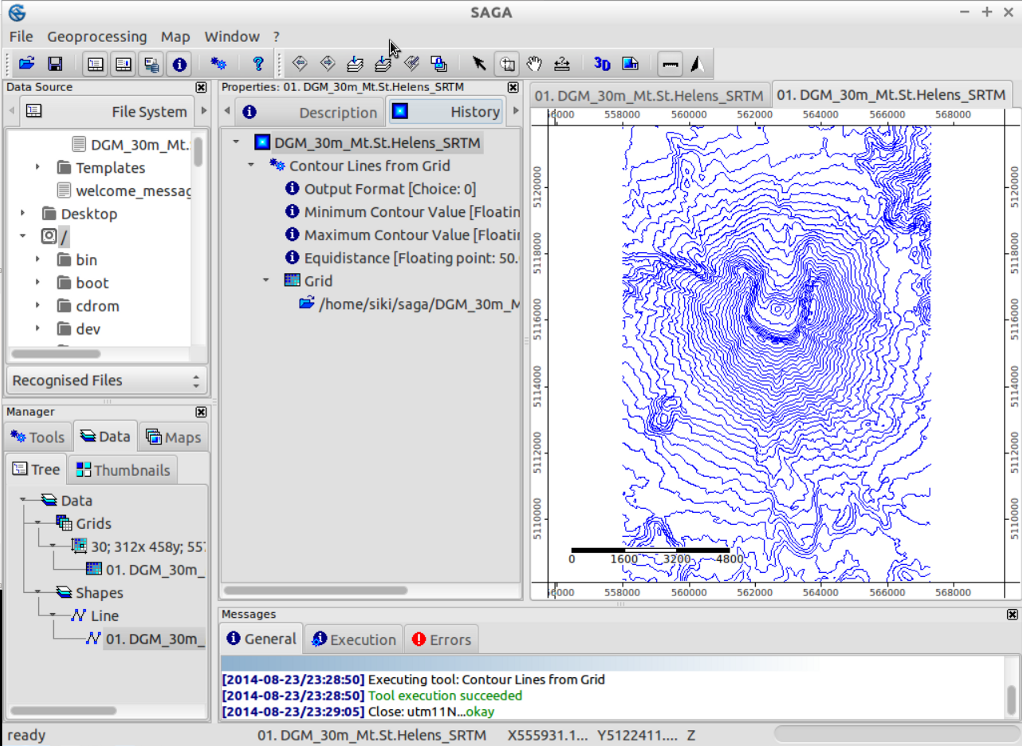 SAGA
File Geoprocessing Map Window ?
3D
Data Source
File System
DGM_30m_Mt.
Templates
welcome_messag
Desktop
/
bin
boot
cdrom
dev
Recognised Files
Manager
Tools Data Maps
Tree Thumbnails
Data
Grids
30; 312x 458y; 55
01. DGM_30m_
Shapes
Line
01. DGM_30m_
Properties: 01. DGM_30m_Mt.St.Helens_SRTM
Description History
DGM_30m_Mt.St.Helens_SRTM
Contour Lines from Grid
Output Format [Choice: 0]
Minimum Contour Value [Floatin
Maximum Contour Value [Floatin
Equidistance [Floating point: 50.
Grid
/home/siki/saga/DGM_30m_M
01. DGM_30m_Mt.St.Helens_SRTM 01. DGM_30m_Mt.St.Helens_SRTM
6000 558000 560000 562000 564000 566000 568000
5120000 5120000
5118000 5118000
5116000 5116000
5114000 5114000
5112000 5112000
5110000 5110000
0 1600 3200 4800
6000 558000 560000 562000 564000 566000 568000
Messages
General Execution Errors
[2014-08-23/23:28:50] Executing tool: Contour Lines from Grid
[2014-08-23/23:28:50] Tool execution succeeded
[2014-08-23/23:29:05] Close: utm11N...okay
ready 01. DGM_30m_Mt.St.Helens_SRTM X555931.1... Y5122411.... Z